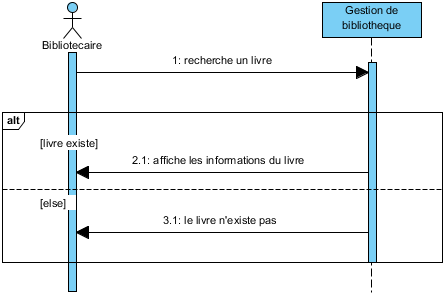 Gestion de
bibliotheque
Bibliotecaire
1: recherche un livre
alt
[livre existe]
2.1: affiche les informations du livre
[else]
3.1: le livre n'existe pas